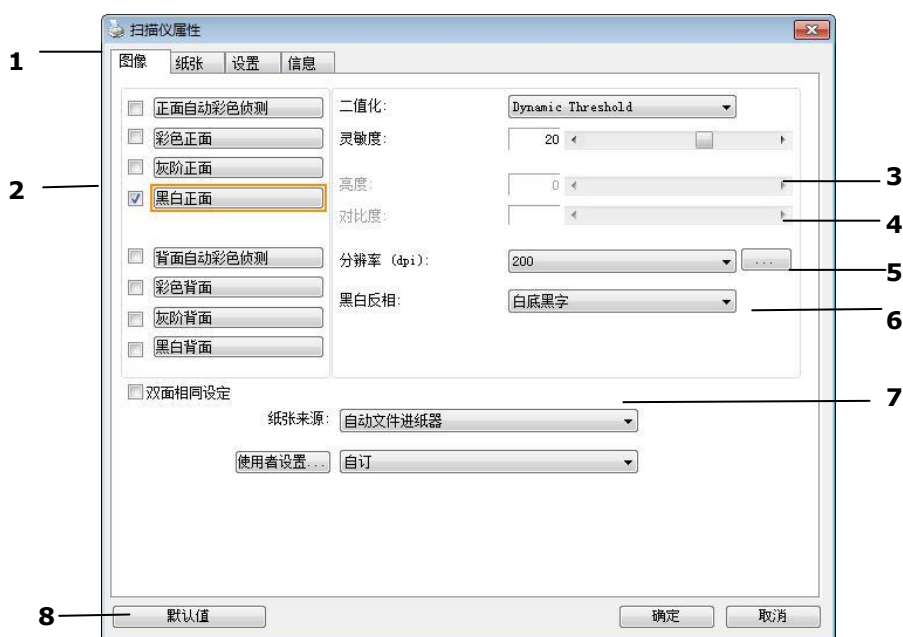 扫描仪属性
1
图像 纸张 设置 信息
正面自动彩色侦测
彩色正面
灰阶正面
2
黑白正面
背面自动彩色侦测
彩色背面
灰阶背面
黑白背面
二值化: Dynamic Threshold
灵敏度: 20
亮度: 0
3
对比度:
4
分辨率 (dpi): 200 ...
5
黑白反相: 白底黑字
6
双面相同设定
7
纸张来源: 自动文件进纸器
使用者设置... 自订
8
默认值 确定 取消